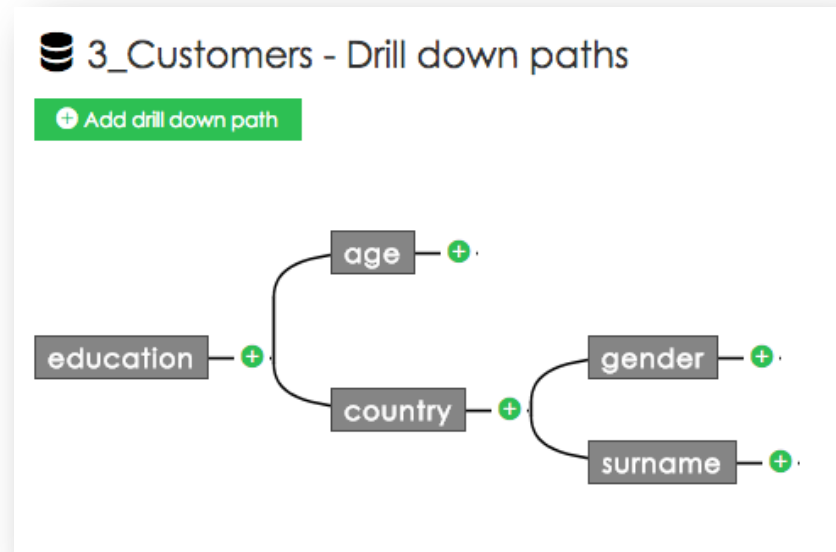 3_Customers - Drill down paths
Add drill down path
age
education
gender
country
surname